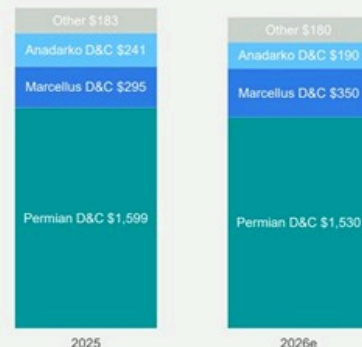 Other $183
Anadarko D&C $241
Marcellus D&C $295
Permian D&C $1,599
2025
Other $180
Anadarko D&C $190
Marcellus D&C $350
Permian D&C $1,530
2026e